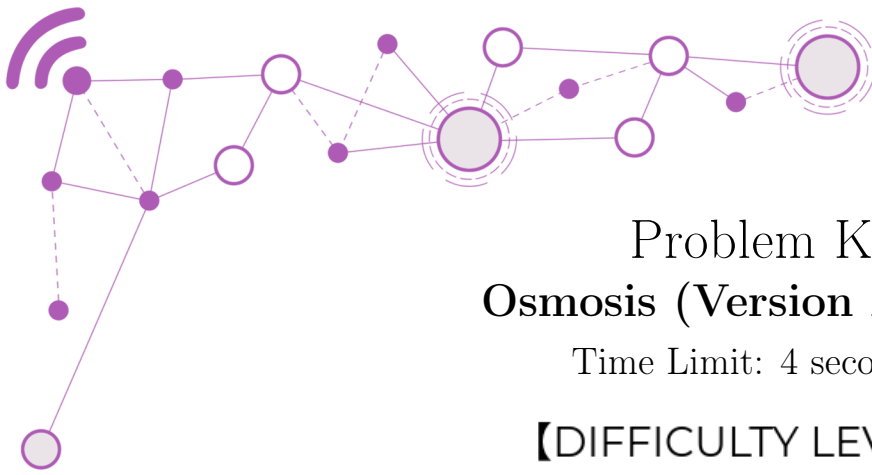 Problem K
Osmosis (Version
Time Limit: 4 seco
【DIFFICULTY LEV